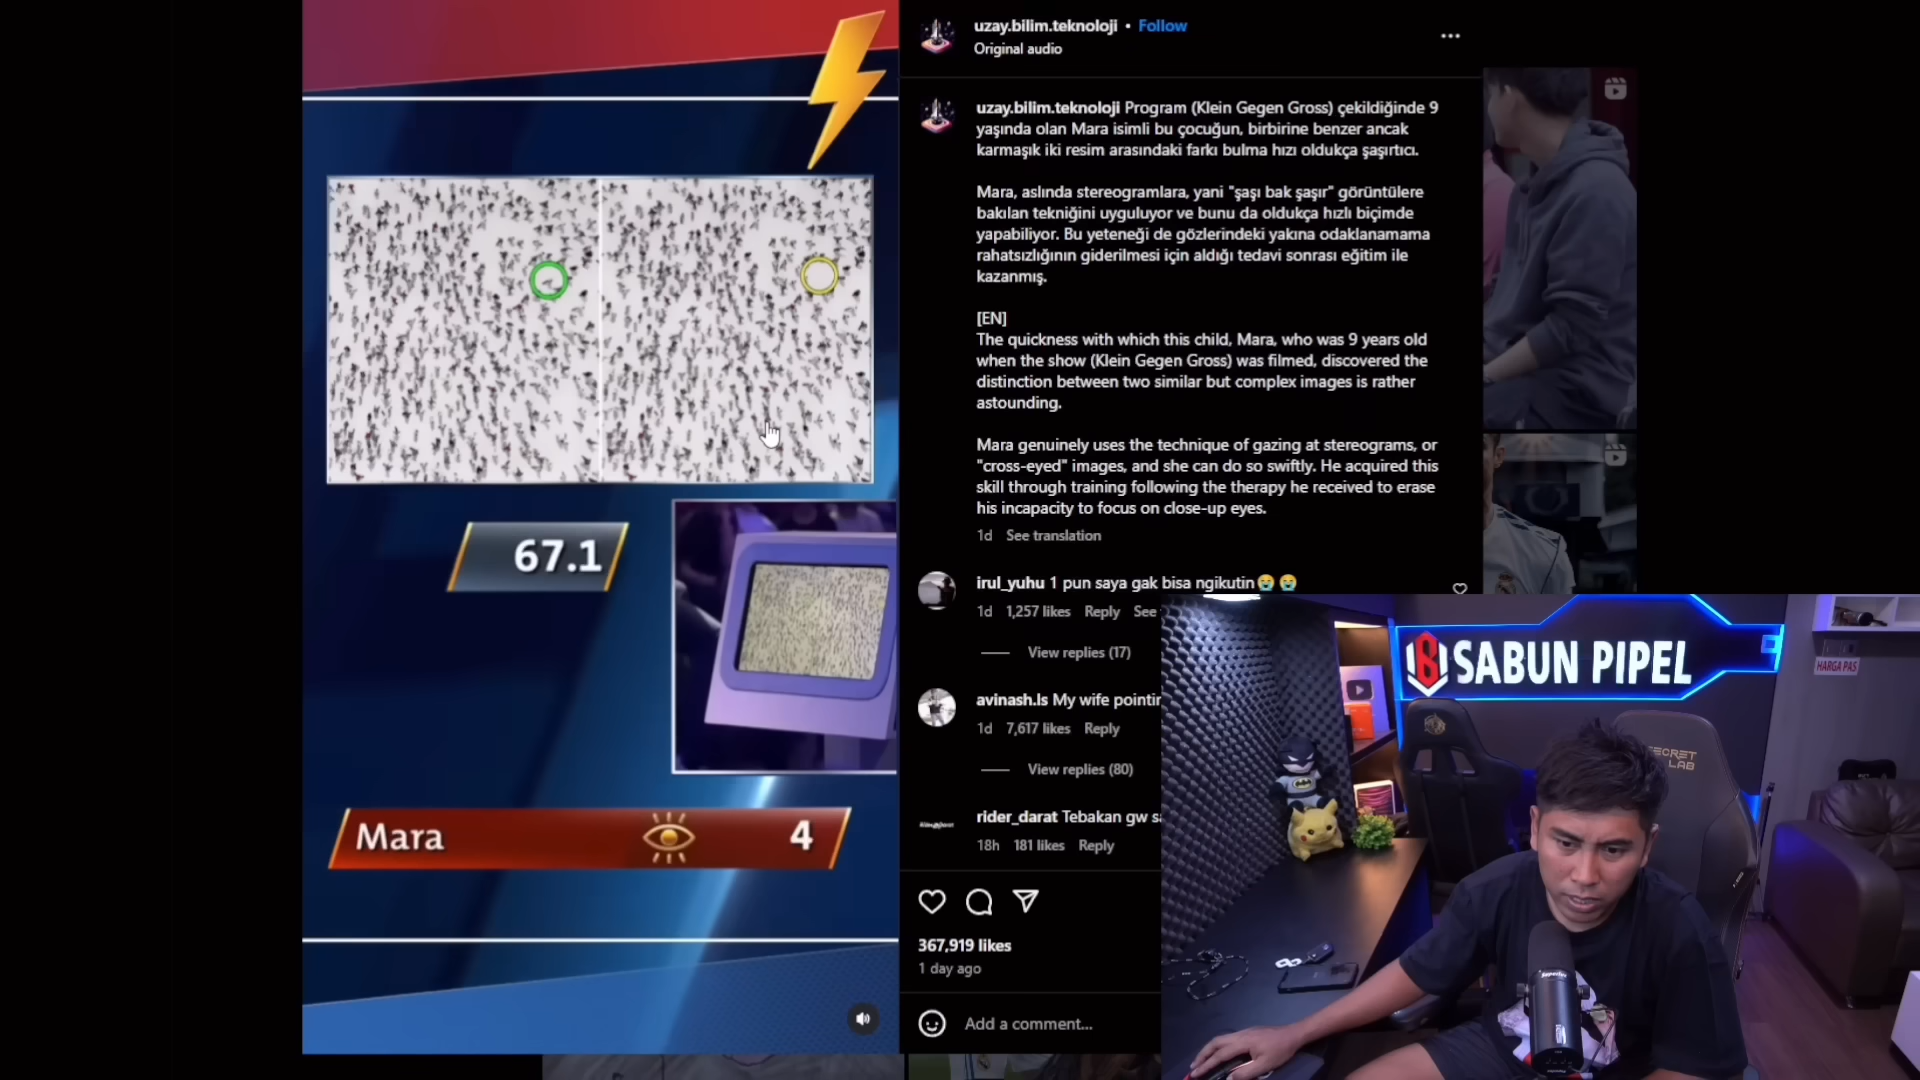 uzay.bilim.teknoloji • Follow
Original audio
uzay.bilim.teknoloji Program (Klein Gegen Gross) çekildiğinde 9
yaşında olan Mara isimli bu çocuğun, birbirine benzer ancak
karmaşık iki resim arasındaki farkı bulma hızı oldukça şaşırtıcı.
Mara, aslında stereogramlara, yani "şaşı bak şaşır" görüntülere
bakılan tekniğini uyguluyor ve bunu da oldukça hızlı biçimde
yapabiliyor. Bu yeteneği de gözlerindeki yakına odaklanamama
rahatsızlığının giderilmesi için aldığı tedavi sonrası eğitim ile
kazanmış.
[EN]
The quickness with which this child, Mara, who was 9 years old
when the show (Klein Gegen Gross) was filmed, discovered the
distinction between two similar but complex images is rather
astounding.
Mara genuinely uses the technique of gazing at stereograms, or
"cross-eyed" images, and she can do so swiftly. He acquired this
skill through training following the therapy he received to erase
his incapacity to focus on close-up eyes.
1d See translation
irul_yuhu 1 pun saya gak bisa ngikutin😭😭
1d 1,257 likes Reply See
View replies (17)
avinash.ls My wife pointin
1d 7,617 likes Reply
View replies (80)
rider_darat Tebakan gw sa
18h 181 likes Reply
367,919 likes
1 day ago
Add a comment...
67.1
Mara 4
SABUN PIPEL
HARGA PAS
SECRET
LAB